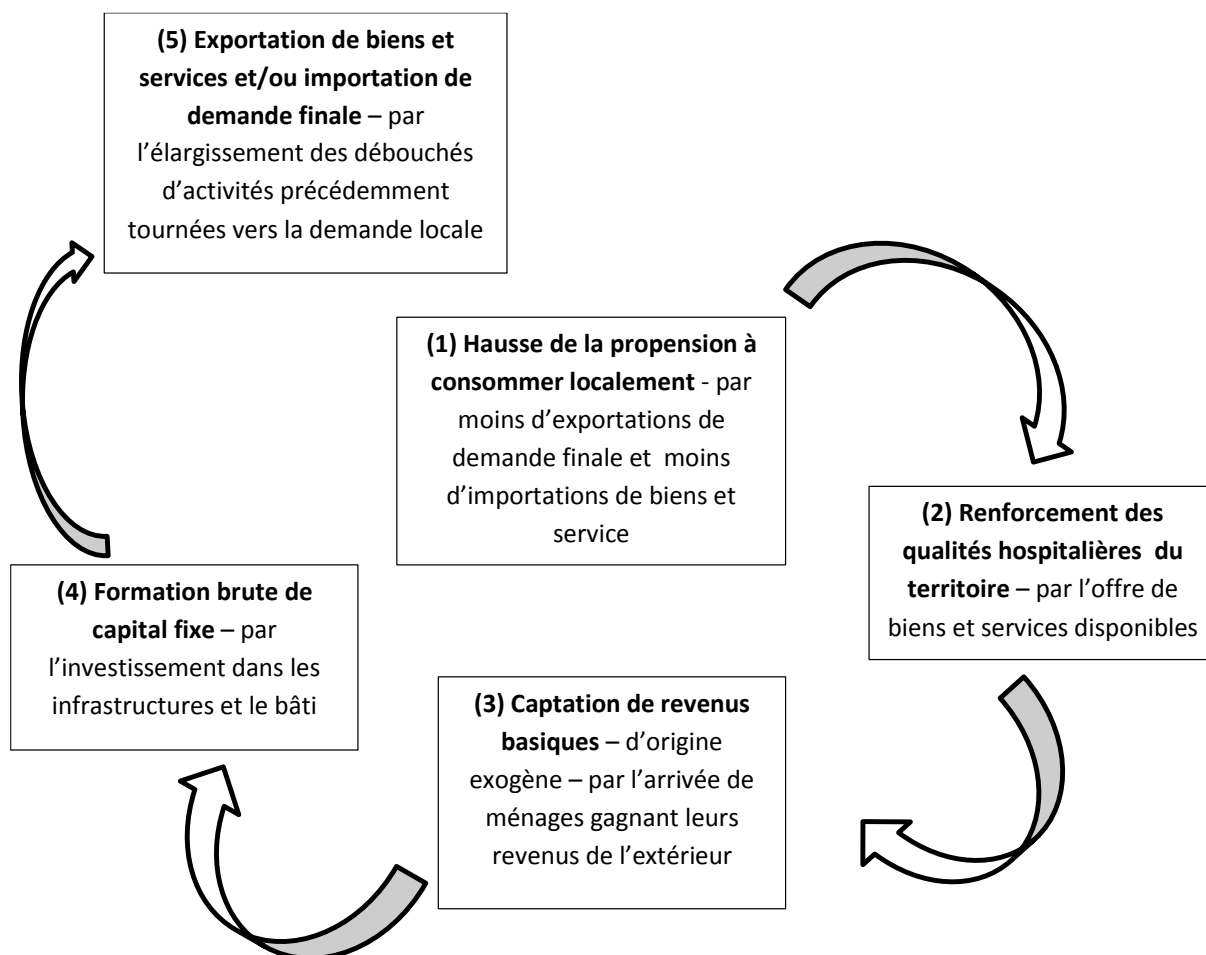 (5) Exportation de biens et
services et/ou importation de
demande finale – par
l’élargissement des débouchés
d’activités précédemment
tournées vers la demande locale
(1) Hausse de la propension à
consommer localement - par
moins d’exportations de
demande finale et moins
d’importations de biens et
service
(2) Renforcement des
qualités hospitalières du
territoire – par l’offre de
biens et services disponibles
(3) Captation de revenus
basiques – d’origine
exogène – par l’arrivée de
ménages gagnant leurs
revenus de l’extérieur
(4) Formation brute de
capital fixe – par
l’investissement dans les
infrastructures et le bâti